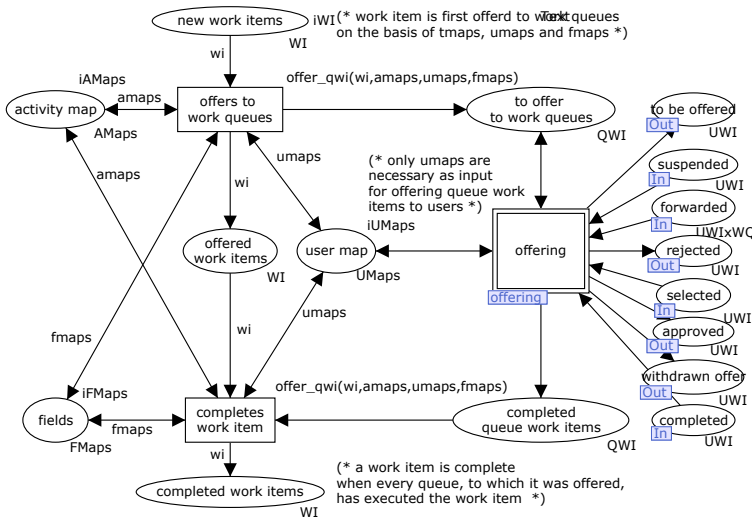 new work items
iWI
WI
(* work item is first offerd to work queues
Text
on the basis of tmaps, umaps and fmaps *)
wi
iAMaps
activity map
amaps
AMaps
offers to
work queues
offer_qwi(wi,amaps,umaps,fmaps)
to offer
to work queues
QWI
to be offered
Out
UWI
amaps
umaps
wi
(* only umaps are
necessary as input
for offering queue work
items to users *)
suspended
In
UWI
forwarded
In
UWIxWQ
offered
work items
WI
user map
iUMaps
UMaps
offering
offering
rejected
Out
UWI
selected
In
UWI
approved
Out
UWI
fmaps
wi
umaps
withdrawn offer
Out
UWI
iFMaps
fields
fmaps
FMaps
completes
work item
offer_qwi(wi,amaps,umaps,fmaps)
completed
queue work items
QWI
completed
In
UWI
wi
completed work items
WI
(* a work item is complete
when every queue, to which it was offered,
has executed the work item *)